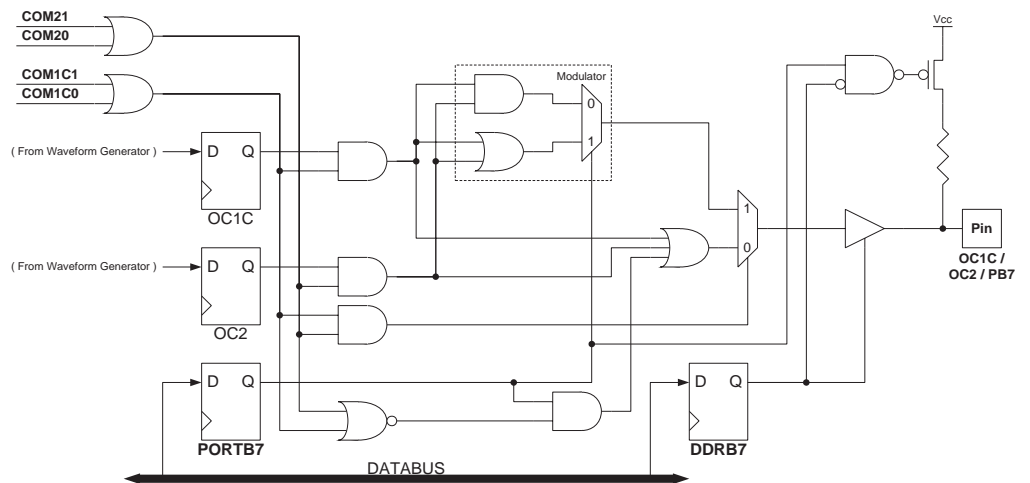 COM21
COM20
COM1C1
COM1C0
Vcc
Modulator
0
1
( From Waveform Generator )
D Q
OC1C
1
0
Pin
OC1C /
OC2 / PB7
( From Waveform Generator )
D Q
OC2
D Q
PORTB7
D Q
DDRB7
DATABUS